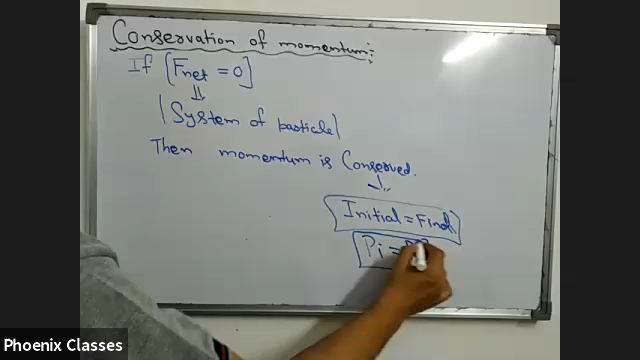 Conservation of momentum:
If [Fnet = 0]
⇓
|System of particle|
Then momentum is Conserved.
↓
Initial = Final
Pi =
Phoenix Classes